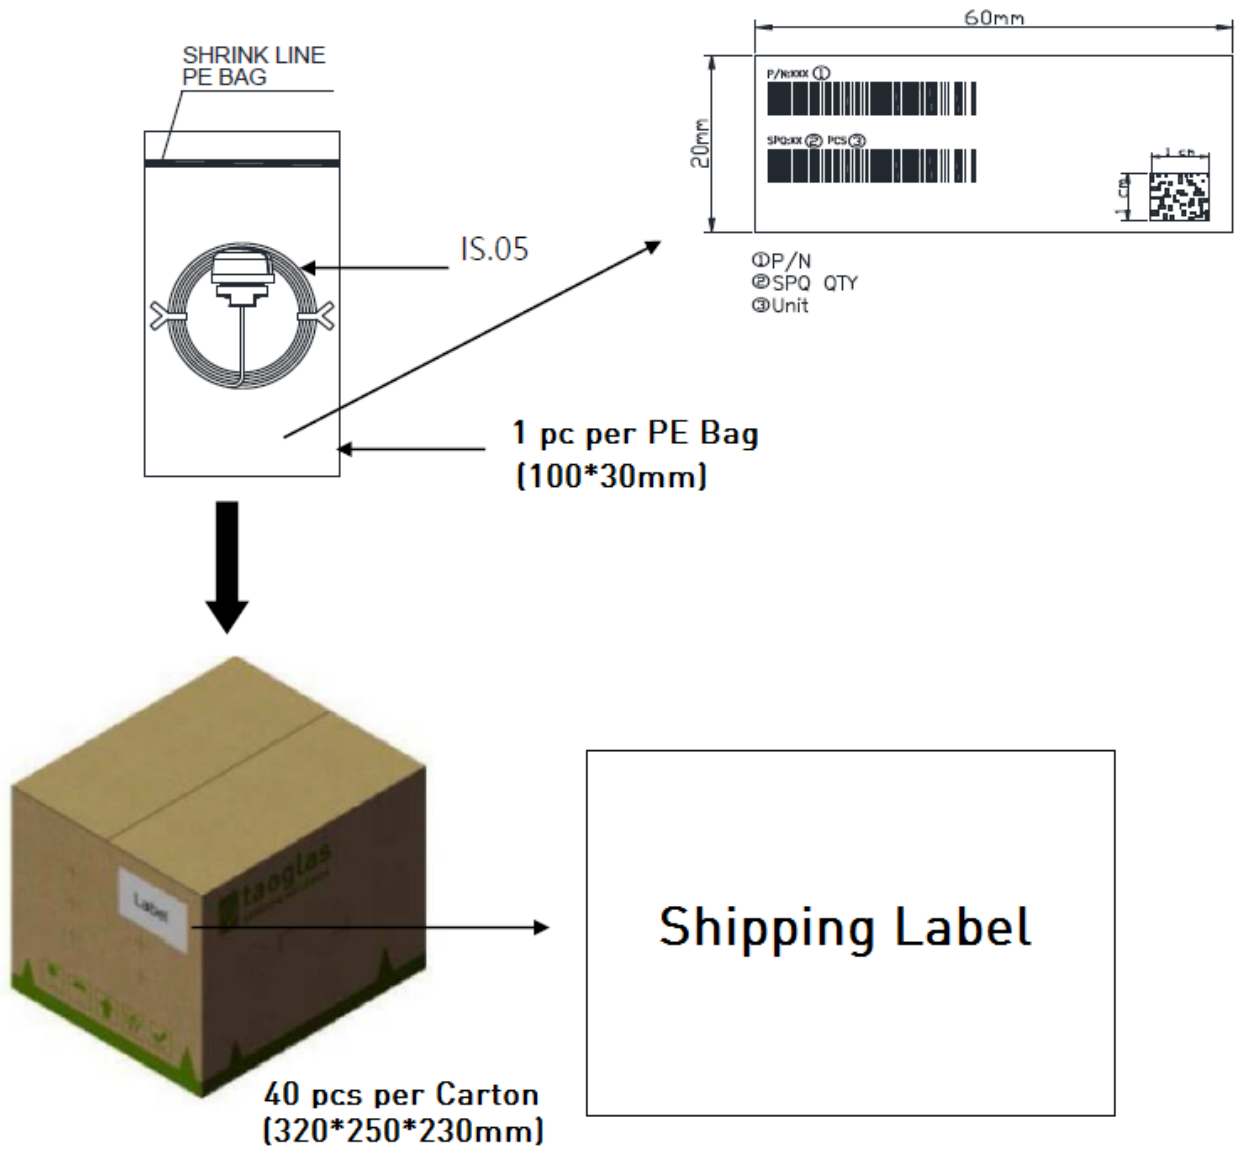 SHRINK LINE
PE BAG
60mm
20mm
P/N:XXX ①
SPQ:XX ② PCS ③
1 cm
1 cm
①P/N
②SPQ QTY
③Unit
IS.05
1 pc per PE Bag
(100*30mm)
taoglas
Label
Shipping Label
40 pcs per Carton
(320*250*230mm)